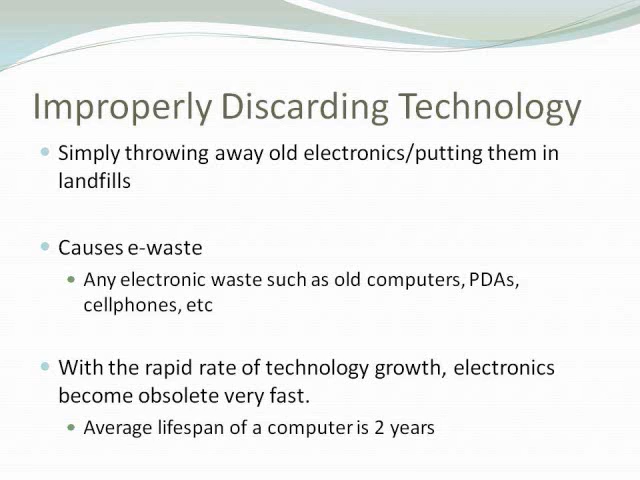 Improperly Discarding Technology
Simply throwing away old electronics/putting them in
landfills
Causes e-waste
Any electronic waste such as old computers, PDAs,
cellphones, etc
With the rapid rate of technology growth, electronics
become obsolete very fast.
Average lifespan of a computer is 2 years